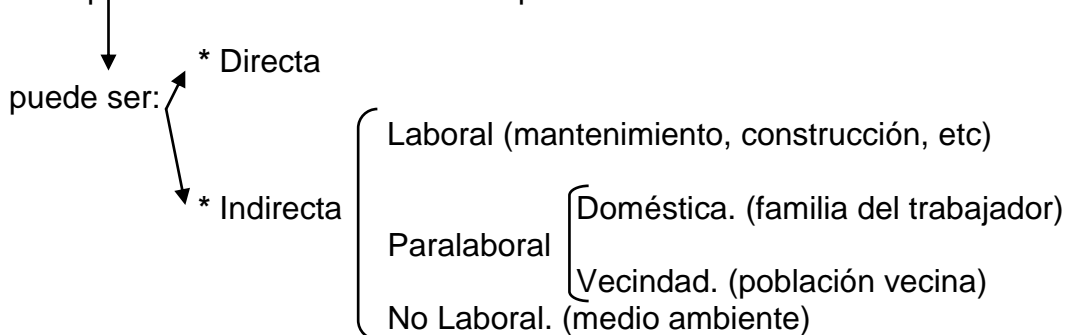 * Directa
puede ser:
Laboral (mantenimiento, construcción, etc)
* Indirecta
Doméstica. (familia del trabajador)
Paralaboral
Vecindad. (población vecina)
No Laboral. (medio ambiente)